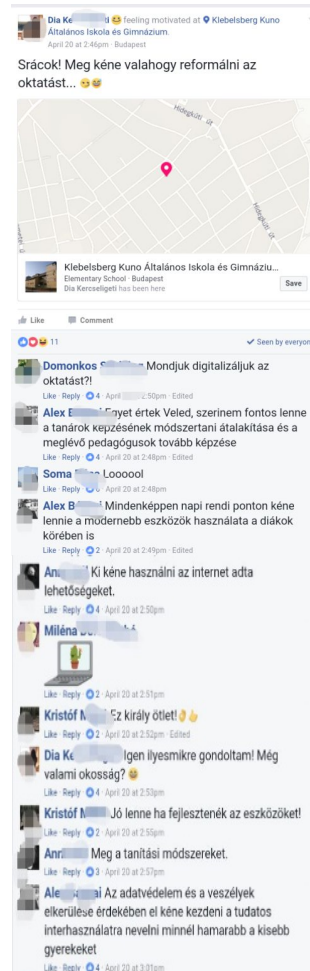 Dia Ke feeling motivated at Klebelsberg Kuno
Általános Iskola és Gimnázium.
April 20 at 2:46pm · Budapest
Srácok! Meg kéne valahogy reformálni az
oktatást...
Hidegkúti út
Hidegkúti út
Klebelsberg Kuno Általános Iskola és Gimnáziu...
Elementary School · Budapest
Dia Kercseligeti has been here
Save
Like Comment
11 Seen by everyon
Domonkos Mondjuk digitalizáljuk az
oktatást?!
Like · Reply · 4 · April 2:50pm · Edited
Alex Egyet értek Veled, szerinem fontos lenne
a tanárok képzésének módszertani átalakítása és a
meglévő pedagógusok tovább képzése
Like · Reply · 4 · April 20 at 2:48pm · Edited
Soma Loooool
Like · Reply · April 20 at 2:48pm
Alex Mindenképpen napi rendi ponton kéne
lennie a modernebb eszközök használata a diákok
körében is
Like · Reply · 2 · April 20 at 2:49pm · Edited
Ki kéne használni az internet adta
lehetőségeket.
Like · Reply · 4 · April 20 at 2:50pm
Miléna
Like · Reply · 2 · April 20 at 2:51pm
Kristóf Ez király ötlet!
Like · Reply · 2 · April 20 at 2:52pm · Edited
Dia Ke Igen ilyesmikre gondoltam! Még
valami okosság?
Like · Reply · 4 · April 20 at 2:53pm
Kristóf Jó lenne ha fejlesztenék az eszközöket!
Like · Reply · 2 · April 20 at 2:55pm
Meg a tanítási módszereket.
Like · Reply · 3 · April 20 at 2:57pm
Az adatvédelem és a veszélyek
elkerülése érdekében el kéne kezdeni a tudatos
interhasználatra nevelni minnél hamarabb a kisebb
gyerekeket
Like · Reply · 4 · April 20 at 3:01pm